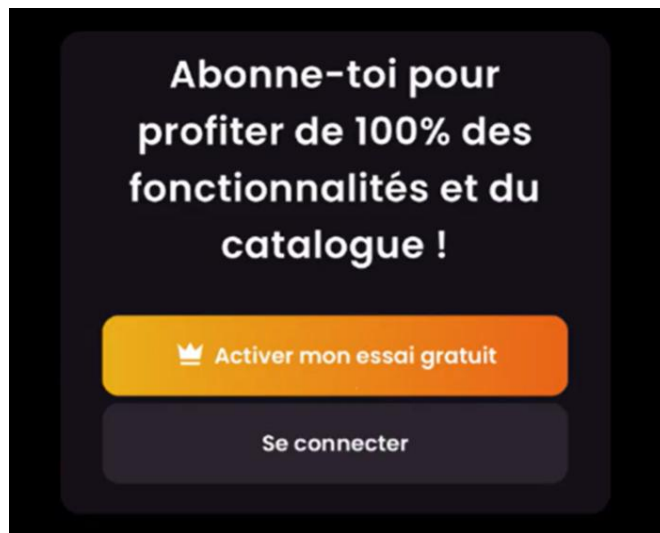 Abonne-toi pour
profiter de 100% des
fonctionnalités et du
catalogue !
Activer mon essai gratuit
Se connecter